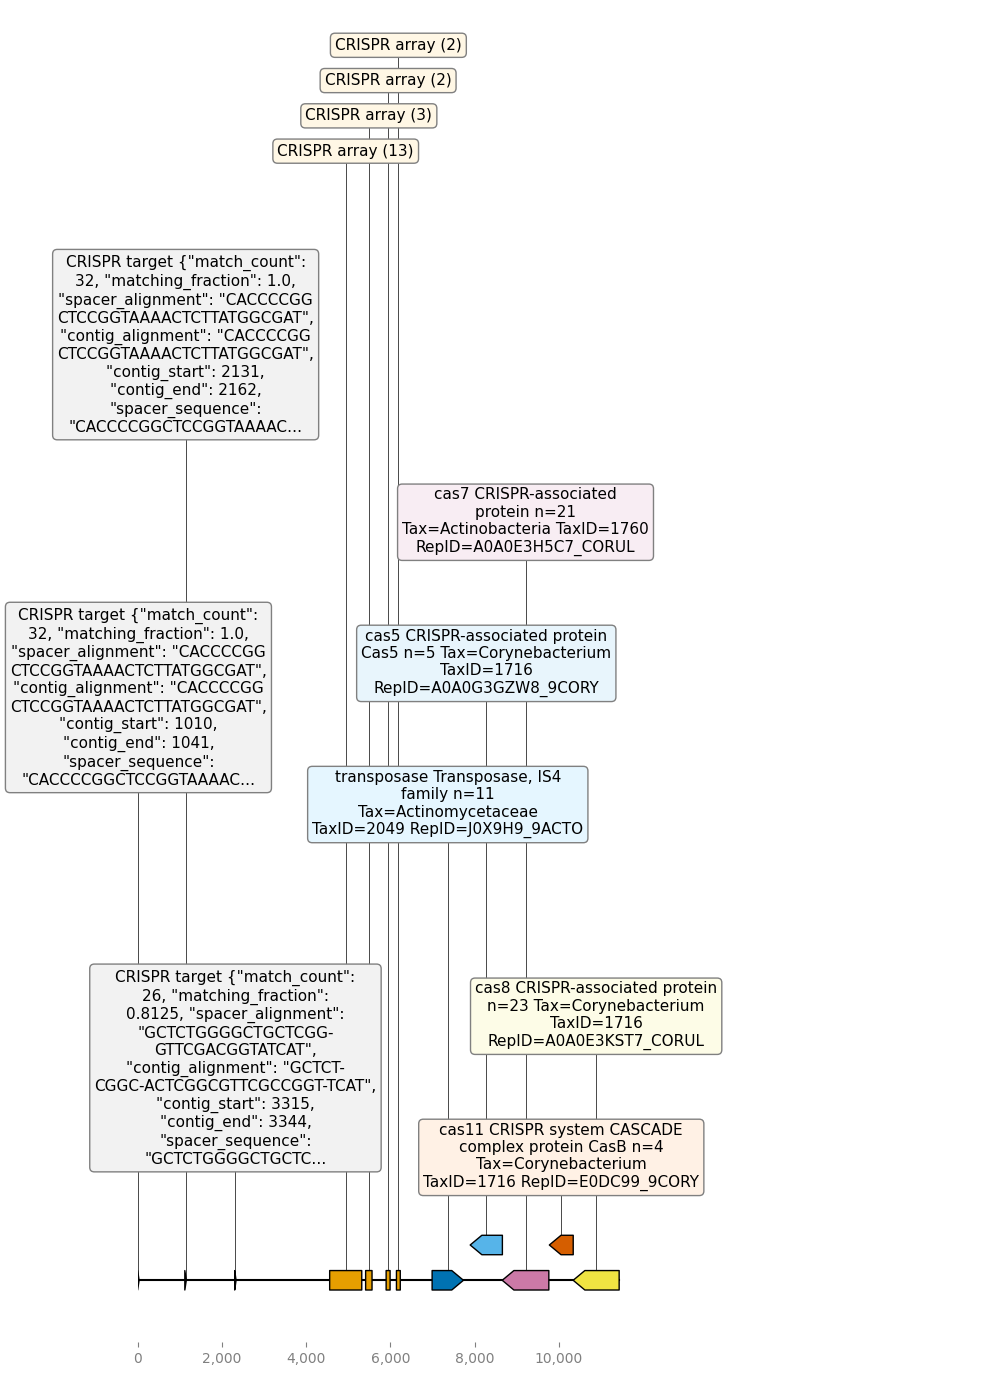 CRISPR array (2)
CRISPR array (2)
CRISPR array (3)
CRISPR array (13)
CRISPR target {"match_count":
32, "matching_fraction": 1.0,
"spacer_alignment": "CACCCCGG
CTCCGGTAAAACTCTTATGGCGAT",
"contig_alignment": "CACCCCGG
CTCCGGTAAAACTCTTATGGCGAT",
"contig_start": 2131,
"contig_end": 2162,
"spacer_sequence":
"CACCCCGGCTCCGGTAAAAC...
cas7 CRISPR-associated
protein n=21
Tax=Actinobacteria TaxID=1760
RepID=A0A0E3H5C7_CORUL
CRISPR target {"match_count":
32, "matching_fraction": 1.0,
"spacer_alignment": "CACCCCGG
CTCCGGTAAAACTCTTATGGCGAT",
"contig_alignment": "CACCCCGG
CTCCGGTAAAACTCTTATGGCGAT",
"contig_start": 1010,
"contig_end": 1041,
"spacer_sequence":
"CACCCCGGCTCCGGTAAAAC...
cas5 CRISPR-associated protein
Cas5 n=5 Tax=Corynebacterium
TaxID=1716
RepID=A0A0G3GZW8_9CORY
transposase Transposase, IS4
family n=11
Tax=Actinomycetaceae
TaxID=2049 RepID=J0X9H9_9ACTO
CRISPR target {"match_count":
26, "matching_fraction":
0.8125, "spacer_alignment":
"GCTCTGGGGCTGCTCGG-
GTTCGACGGTATCAT",
"contig_alignment": "GCTCT-
CGGC-ACTCGGCGTTCGCCGGT-TCAT",
"contig_start": 3315,
"contig_end": 3344,
"spacer_sequence":
"GCTCTGGGGCTGCTC...
cas8 CRISPR-associated protein
n=23 Tax=Corynebacterium
TaxID=1716
RepID=A0A0E3KST7_CORUL
cas11 CRISPR system CASCADE
complex protein CasB n=4
Tax=Corynebacterium
TaxID=1716 RepID=E0DC99_9CORY
0
2,000
4,000
6,000
8,000
10,000